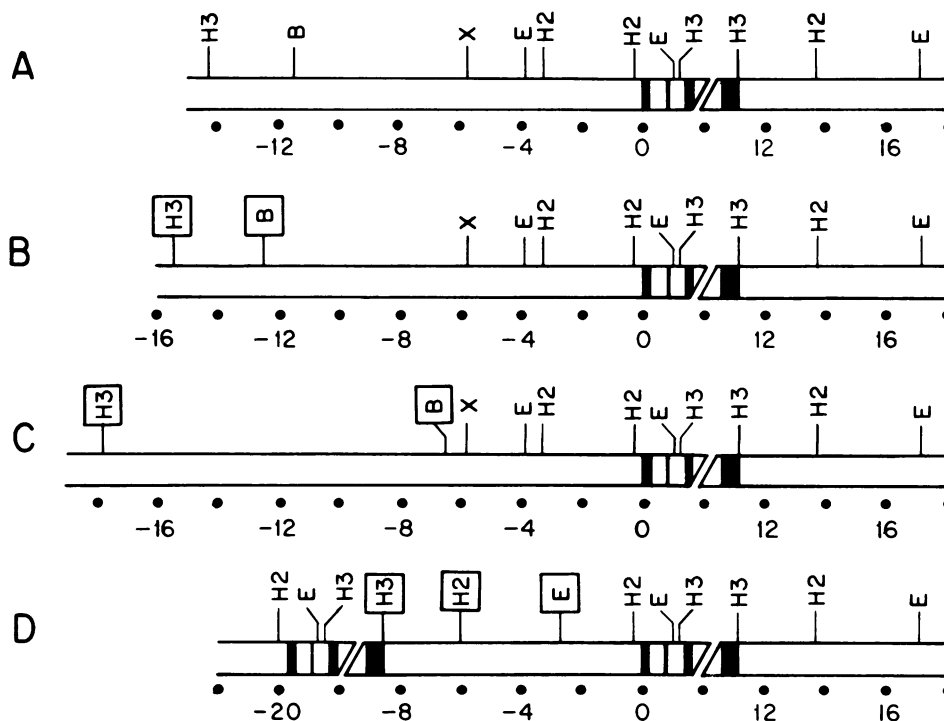 H3 B X E H2 H2 E H3 H3 H2 E
A
-12 -8 -4 0 12 16
H3 B X E H2 H2 E H3 H3 H2 E
B
-16 -12 -8 -4 0 12 16
H3 B X E H2 H2 E H3 H3 H2 E
C
-16 -12 -8 -4 0 12 16
H2 E H3 H3 H2 E H2 E H3 H3 H2 E
D
-20 -8 -4 0 12 16